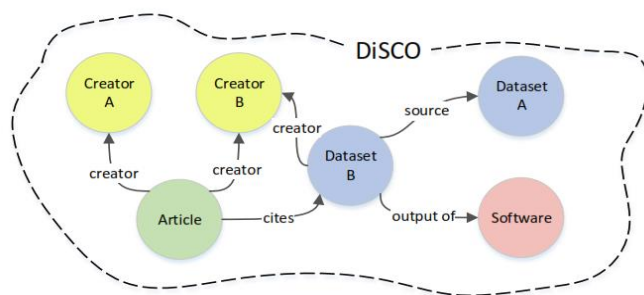 DiSCO
Creator
A
Creator
B
Dataset
A
source
creator
Dataset
B
creator
creator
Article
cites
output of
Software